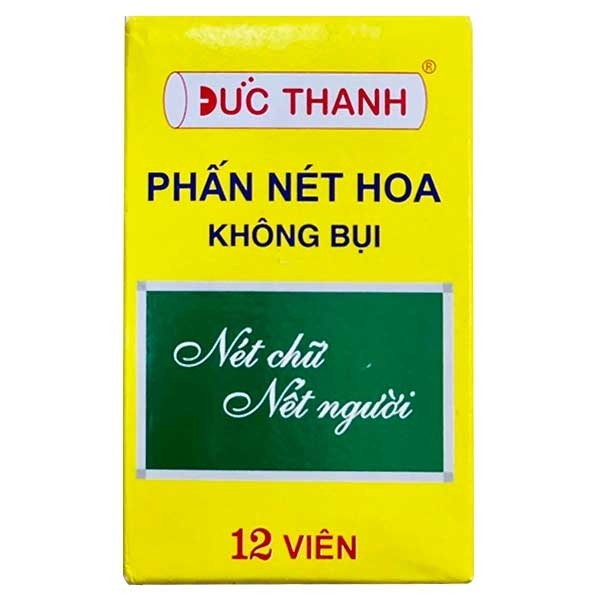 ĐỨC THANH ®
PHẤN NÉT HOA
KHÔNG BỤI
Nét chữ
Nết người
12 VIÊN